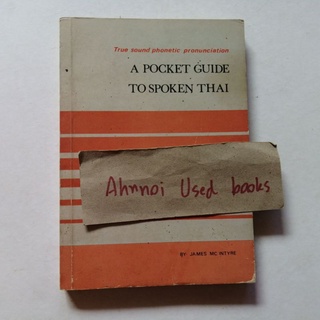 True sound phonetic pronunciation
A POCKET GUIDE
TO SPOKEN THAI
Ahnnoi Used books
BY JAMES MC INTYRE